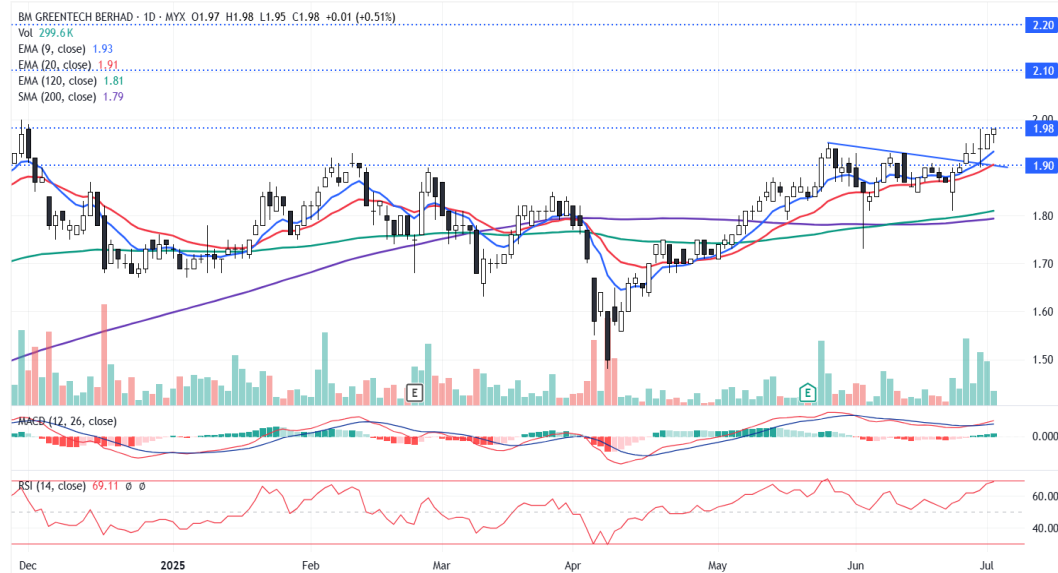 BM GREENTECH BERHAD · 1D · MYX O1.97 H1.98 L1.95 C1.98 +0.01 (+0.51%)
Vol 299.6K
EMA (9, close) 1.93
EMA (20, close) 1.91
EMA (120, close) 1.81
SMA (200, close) 1.79
2.20
2.10
2.00
1.98
1.90
1.80
1.70
1.60
1.50
E
E
MACD (12, 26, close)
0.000
RSI (14, close) 69.11 ø ø
60.00
40.00
Dec 2025 Feb Mar Apr May Jun Jul